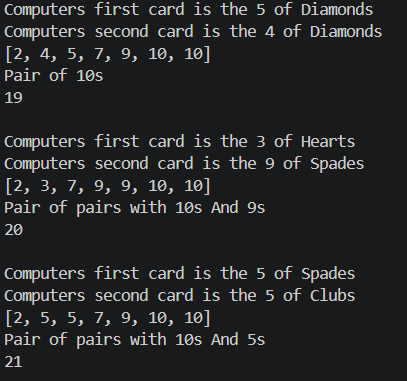 Computers first card is the 5 of Diamonds
Computers second card is the 4 of Diamonds
[2, 4, 5, 7, 9, 10, 10]
Pair of 10s
19
Computers first card is the 3 of Hearts
Computers second card is the 9 of Spades
[2, 3, 7, 9, 9, 10, 10]
Pair of pairs with 10s And 9s
20
Computers first card is the 5 of Spades
Computers second card is the 5 of Clubs
[2, 5, 5, 7, 9, 10, 10]
Pair of pairs with 10s And 5s
21